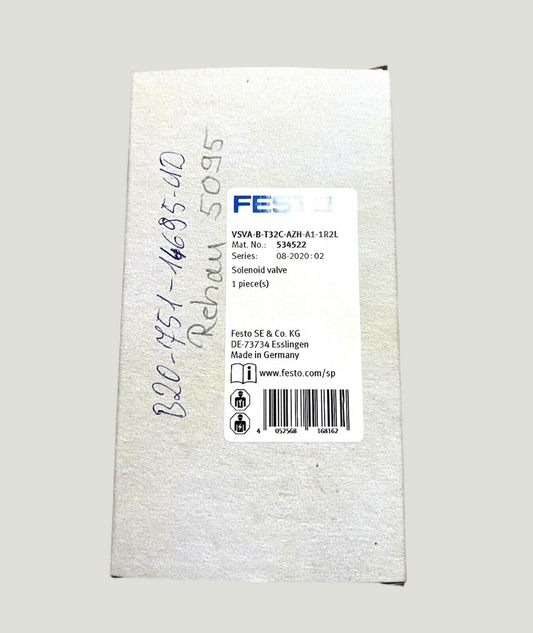 B20-751-14695-UD
Rehau 5095
FESTO
VSVA-B-T32C-AZH-A1-1R2L
Mat. No.: 534522
Series: 08-2020:02
Solenoid valve
1 piece(s)
Festo SE & Co. KG
DE-73734 Esslingen
Made in Germany
www.festo.com/sp
4 052568 168162